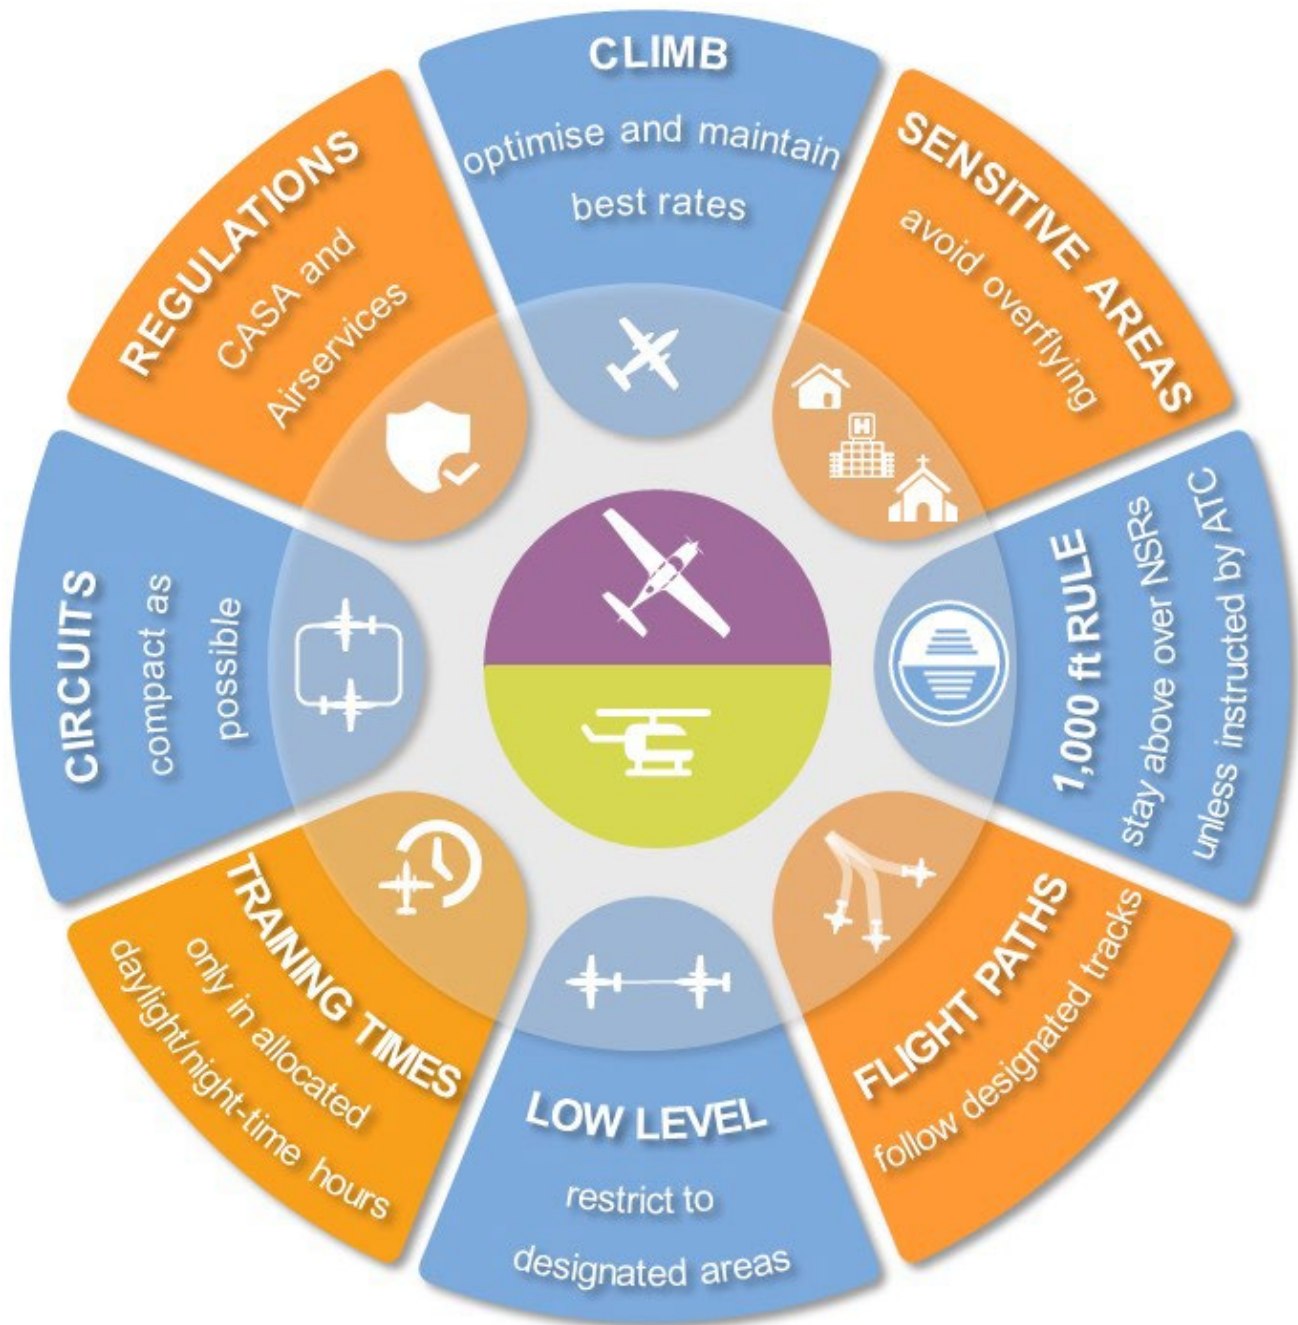 CLIMB
optimise and maintain
best rates
SENSITIVE AREAS
avoid overflying
H
1,000 ft RULE
stay above over NSRs
unless instructed by ATC
FLIGHT PATHS
follow designated tracks
LOW LEVEL
restrict to
designated areas
TRAINING TIMES
only in allocated
daylight/night-time hours
CIRCUITS
compact as
possible
REGULATIONS
CASA and
Airservices